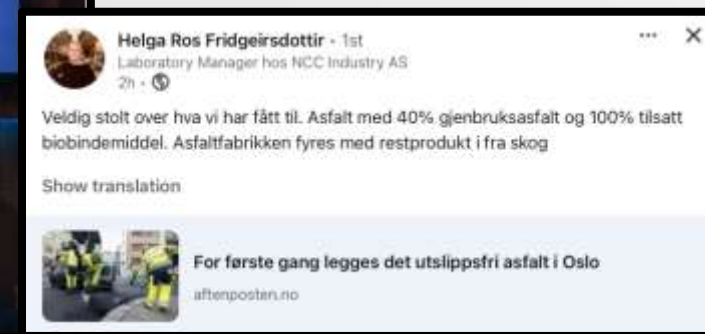 Helga Ros Fridgeirsdottir · 1st
Laboratory Manager hos NCC Industry AS
2h ·
Veldig stolt over hva vi har fått til. Asfalt med 40% gjenbruksasfalt og 100% tilsatt
biobindemiddel. Asfaltfabrikken fyres med restprodukt i fra skog
Show translation
For første gang legges det utslippsfri asfalt i Oslo
aftenposten.no